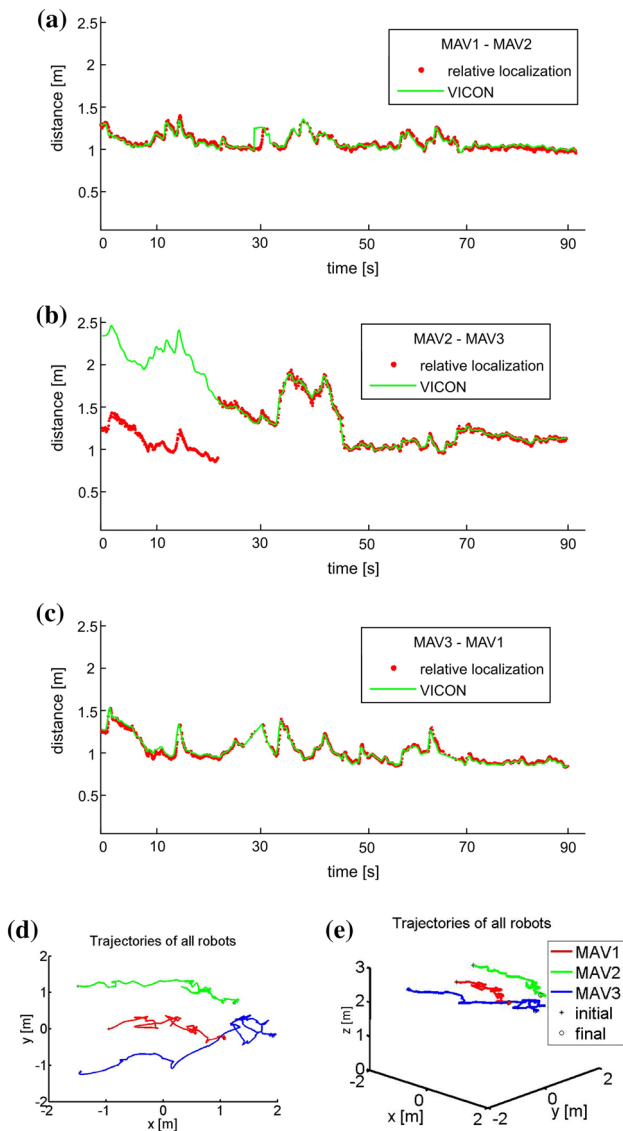 (a)
MAV1 - MAV2
relative localization
VICON
distance [m]
2.5
2
1.5
1
0.5
0 10 30 50 70 90
time [s]
(b)
MAV2 - MAV3
relative localization
VICON
distance [m]
2.5
2
1.5
1
0.5
0 10 30 50 70 90
time [s]
(c)
MAV3 - MAV1
relative localization
VICON
distance [m]
2.5
2
1.5
1
0.5
0 10 30 50 70 90
time [s]
(d)
Trajectories of all robots
y [m]
2
1
0
-1
-2
-1 0 1 2
x [m]
(e)
Trajectories of all robots
MAV1
MAV2
MAV3
initial
final
z [m]
3
2
1
0
-2 0 2
x [m]
-2 0 2
y [m]